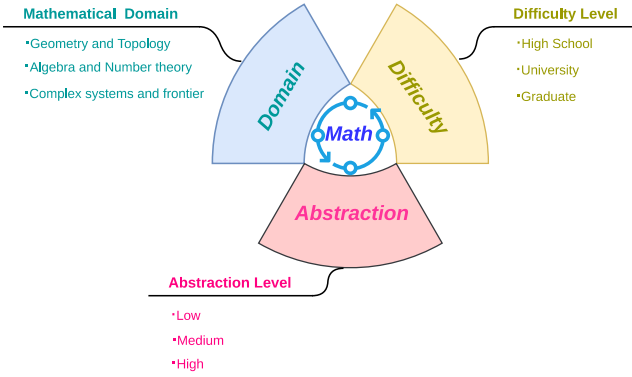 Mathematical Domain
▪Geometry and Topology
▪Algebra and Number theory
▪Complex systems and frontier
Difficulty Level
▪High School
▪University
▪Graduate
Domain
Difficulty
Math
Abstraction
Abstraction Level
▪Low
▪Medium
▪High